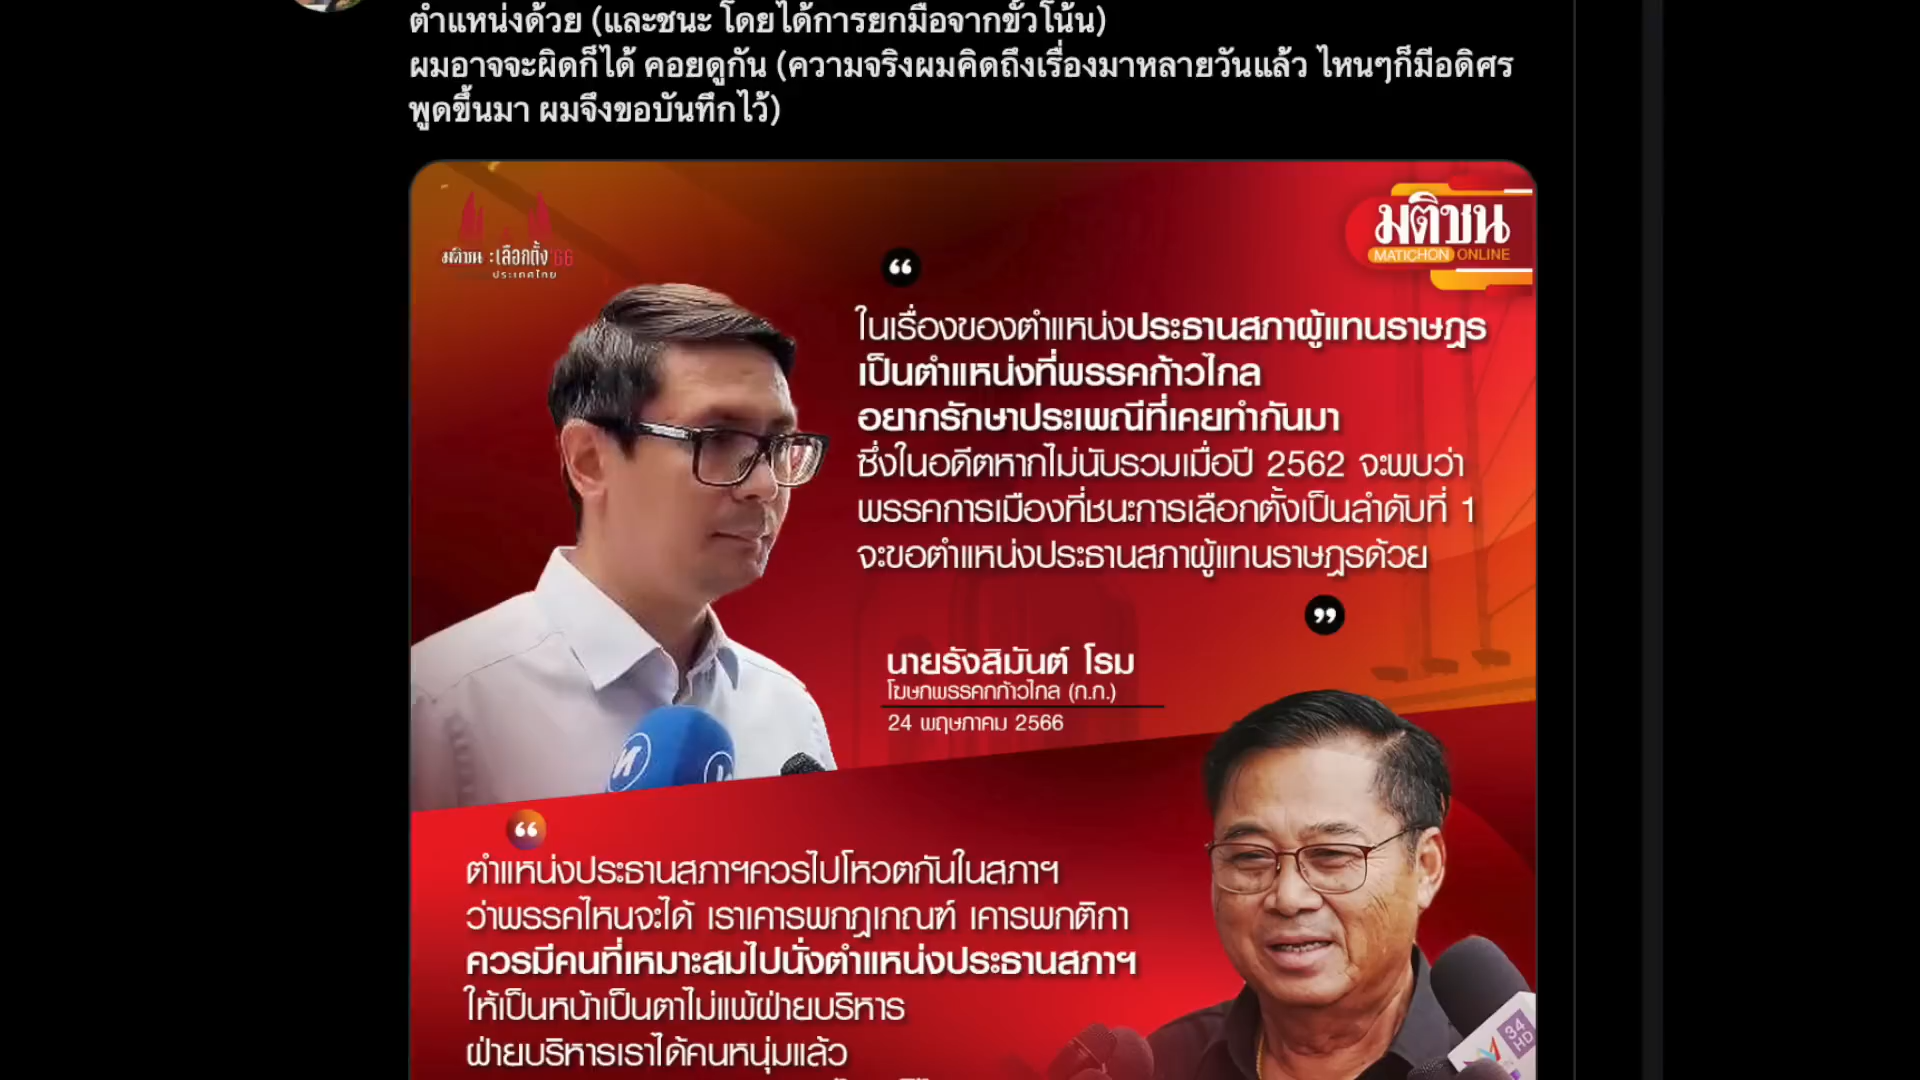 ตำแหน่งด้วย (และชนะ โดยได้การยกมือจากขั้วโน้น)
ผมอาจจะผิดก็ได้ คอยดูกัน (ความจริงผมคิดถึงเรื่องมาหลายวันแล้ว ไหนๆก็มีอดิศร
พูดขึ้นมา ผมจึงขอบันทึกไว้)
มติชน : เลือกตั้ง'66
ประเทศไทย
มติชน
MATICHON ONLINE
“
ในเรื่องของตำแหน่งประธานสภาผู้แทนราษฎร
เป็นตำแหน่งที่พรรคก้าวไกล
อยากรักษาประเพณีที่เคยทำกันมา
ซึ่งในอดีตหากไม่นับรวมเมื่อปี 2562 จะพบว่า
พรรคการเมืองที่ชนะการเลือกตั้งเป็นลำดับที่ 1
จะขอตำแหน่งประธานสภาผู้แทนราษฎรด้วย
”
นายรังสิมันต์ โรม
โฆษกพรรคกก้าวไกล (ก.ก.)
24 พฤษภาคม 2566
“
ตำแหน่งประธานสภาฯควรไปโหวตกันในสภาฯ
ว่าพรรคไหนจะได้ เราเคารพกฎเกณฑ์ เคารพกติกา
ควรมีคนที่เหมาะสมไปนั่งตำแหน่งประธานสภาฯ
ให้เป็นหน้าเป็นตาไม่แพ้ฝ่ายบริหาร
ฝ่ายบริหารเราได้คนหนุ่มแล้ว
34
HD